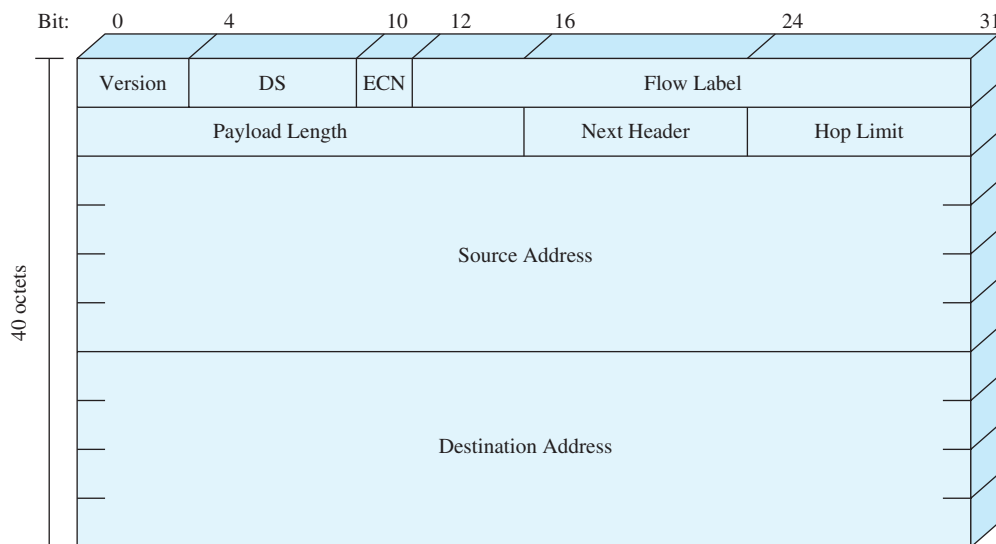 Bit: 0 4 10 12 16 24 31
Version DS ECN Flow Label
Payload Length Next Header Hop Limit
Source Address
40 octets
Destination Address